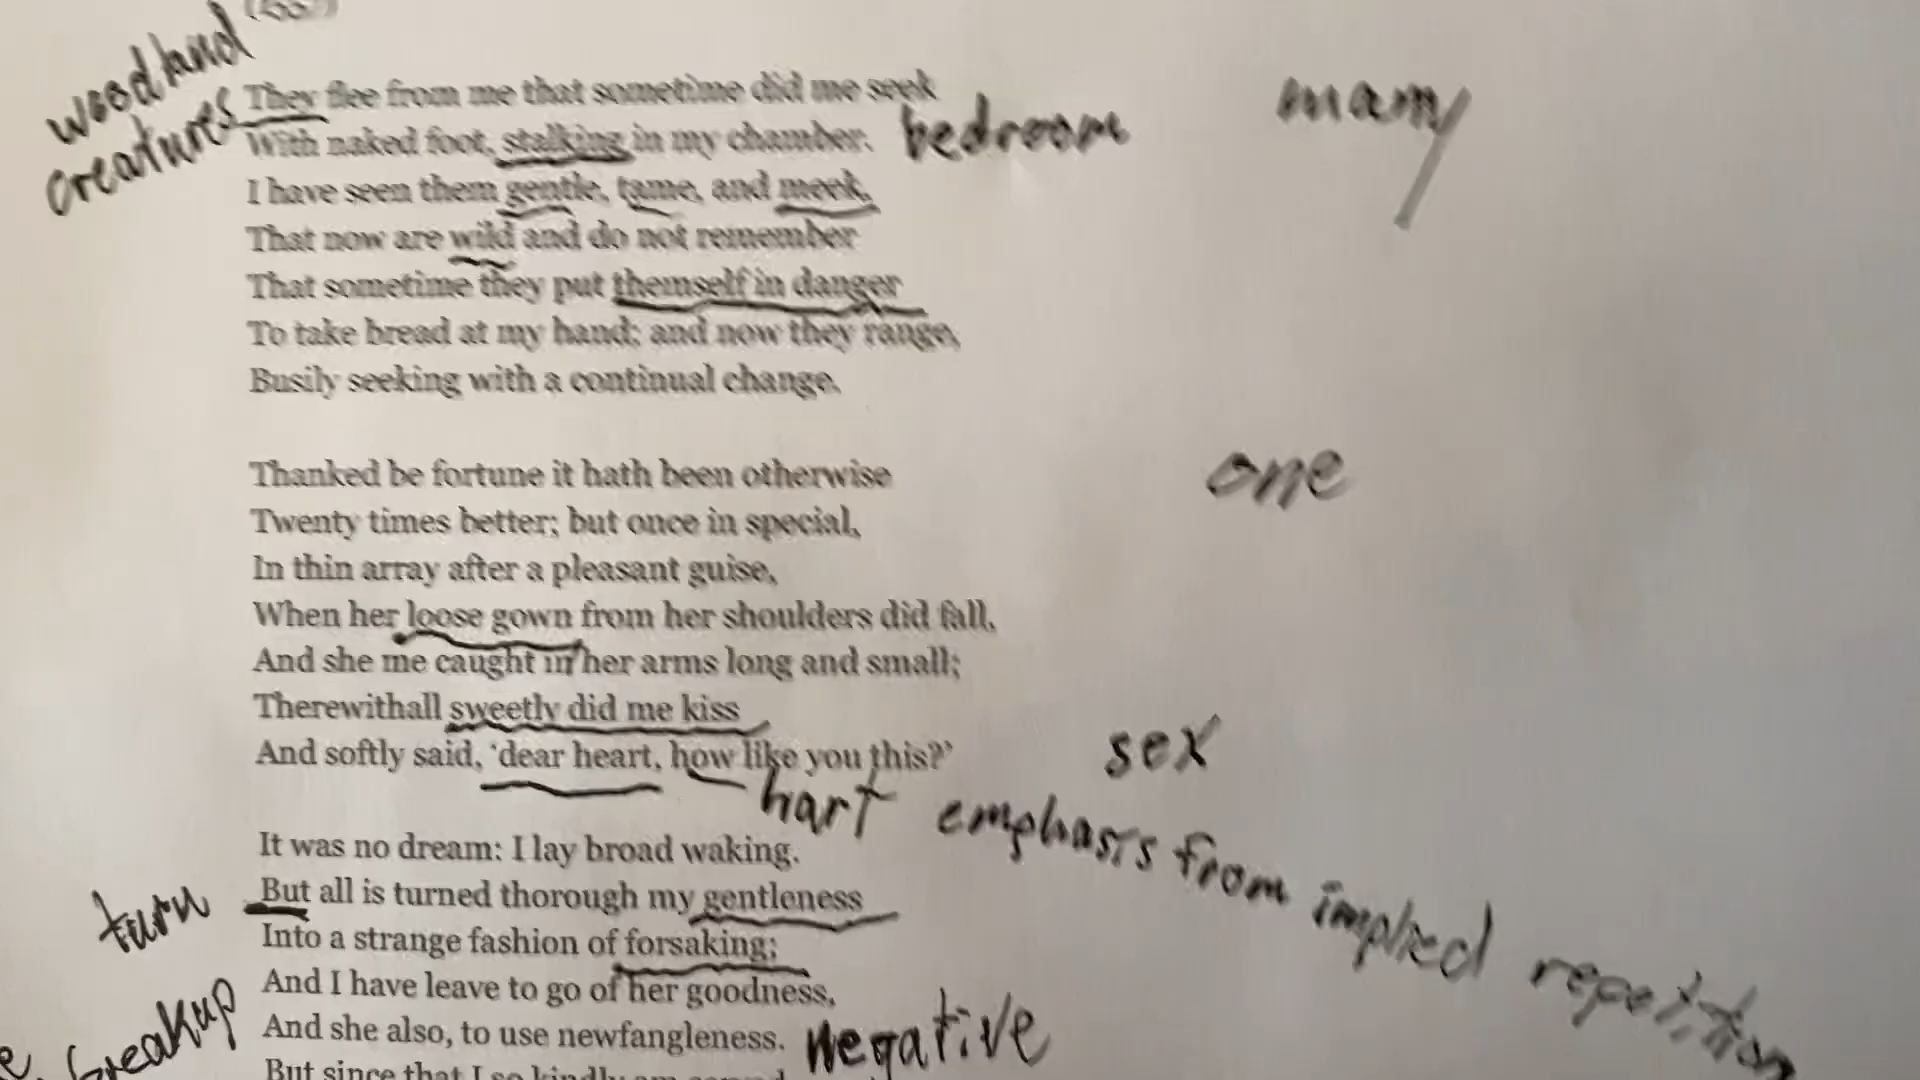 woodland
creatures
They flee from me that sometime did me seek
With naked foot, stalking in my chamber.
bedroom
many
I have seen them gentle, tame, and meek,
That now are wild and do not remember
That sometime they put themself in danger
To take bread at my hand; and now they range,
Busily seeking with a continual change.
one
Thanked be fortune it hath been otherwise
Twenty times better; but once in special,
In thin array after a pleasant guise,
When her loose gown from her shoulders did fall,
And she me caught in her arms long and small;
Therewithall sweetly did me kiss
And softly said, ‘dear heart, how like you this?’
sex
hart
emphasis from implied repetition
It was no dream: I lay broad waking.
turn
But all is turned thorough my gentleness
Into a strange fashion of forsaking;
And I have leave to go of her goodness,
And she also, to use newfangleness.
breakup
negative
But since that I so kindly am served